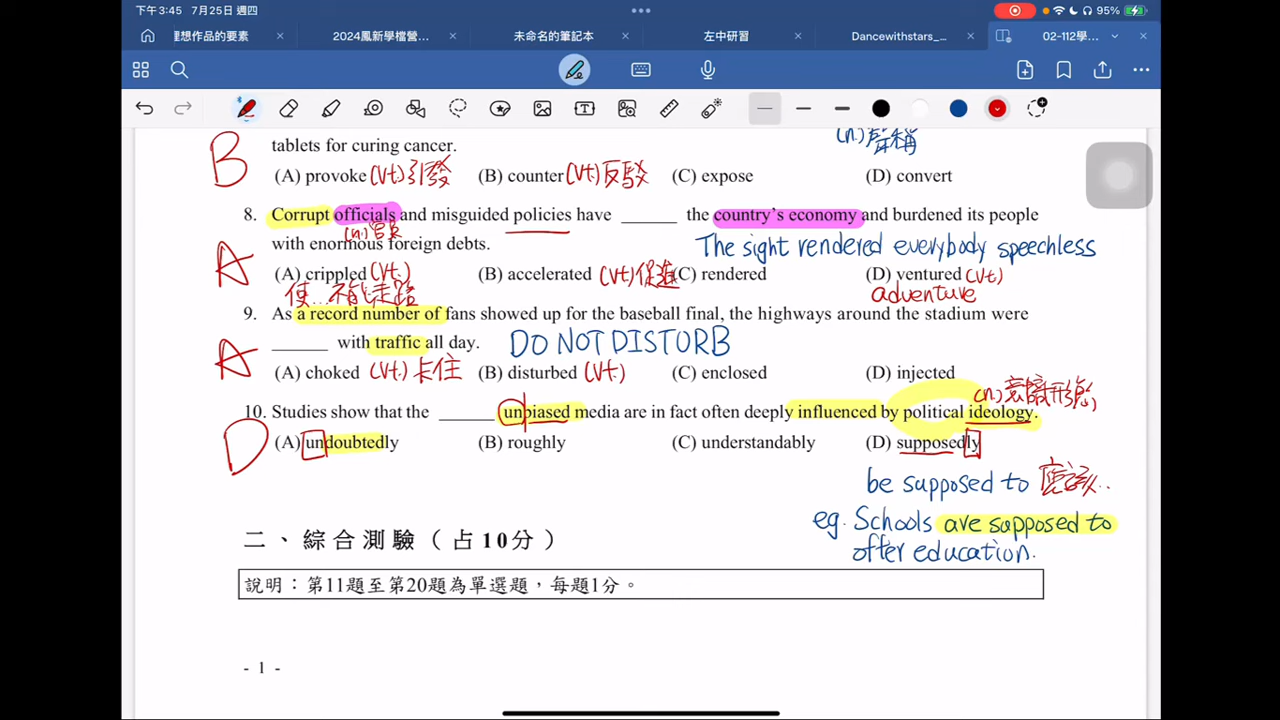 下午3:45 7月25日 週四
95%
理想作品的要素
2024鳳新學檔營...
未命名的筆記本
左中研習
Dancewithstars_...
02-112學...
(n.)聲稱
tablets for curing cancer.
B
(A) provoke (vt.)引發 (B) counter (vt.)反駁 (C) expose (D) convert
8. Corrupt officials and misguided policies have ______ the country's economy and burdened its people
(n.)官員
with enormous foreign debts. The sight rendered everybody speechless
A
(A) crippled (vt.) (B) accelerated (vt)促進 (C) rendered (D) ventured (vt)
使…不能走路 adventure
9. As a record number of fans showed up for the baseball final, the highways around the stadium were
______ with traffic all day. DO NOT DISTURB
A
(A) choked (vt.)卡住 (B) disturbed (vt.) (C) enclosed (D) injected
(n.)意識形態
10. Studies show that the ______ unbiased media are in fact often deeply influenced by political ideology.
D
(A) undoubtedly (B) roughly (C) understandably (D) supposedly
be supposed to 應該..
eg. Schools are supposed to
offer education.
二、綜合測驗(占10分)
說明:第11題至第20題為單選題,每題1分。
- 1 -